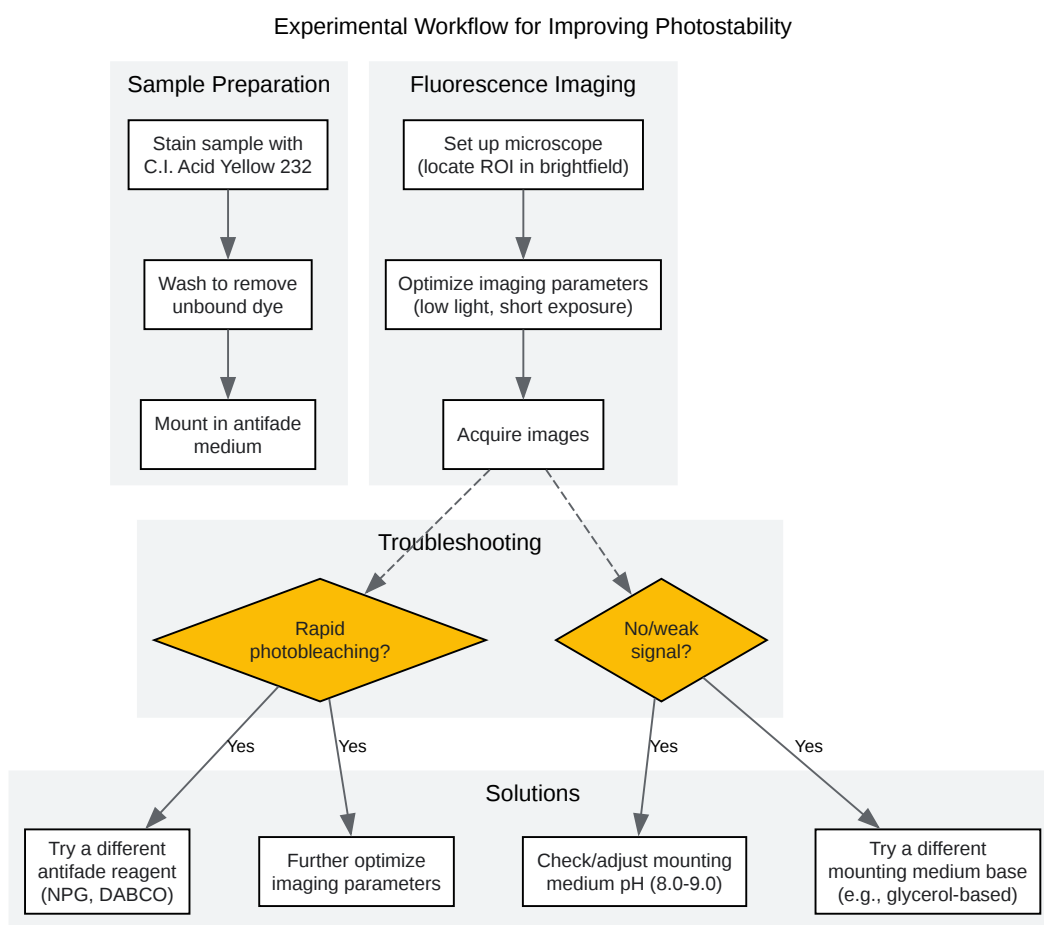 Experimental Workflow for Improving Photostability
Sample Preparation
Stain sample with
C.I. Acid Yellow 232
Wash to remove
unbound dye
Mount in antifade
medium
Fluorescence Imaging
Set up microscope
(locate ROI in brightfield)
Optimize imaging parameters
(low light, short exposure)
Acquire images
Troubleshooting
Rapid
photobleaching?
No/weak
signal?
Yes
Yes
Yes
Yes
Solutions
Try a different
antifade reagent
(NPG, DABCO)
Further optimize
imaging parameters
Check/adjust mounting
medium pH (8.0-9.0)
Try a different
mounting medium base
(e.g., glycerol-based)